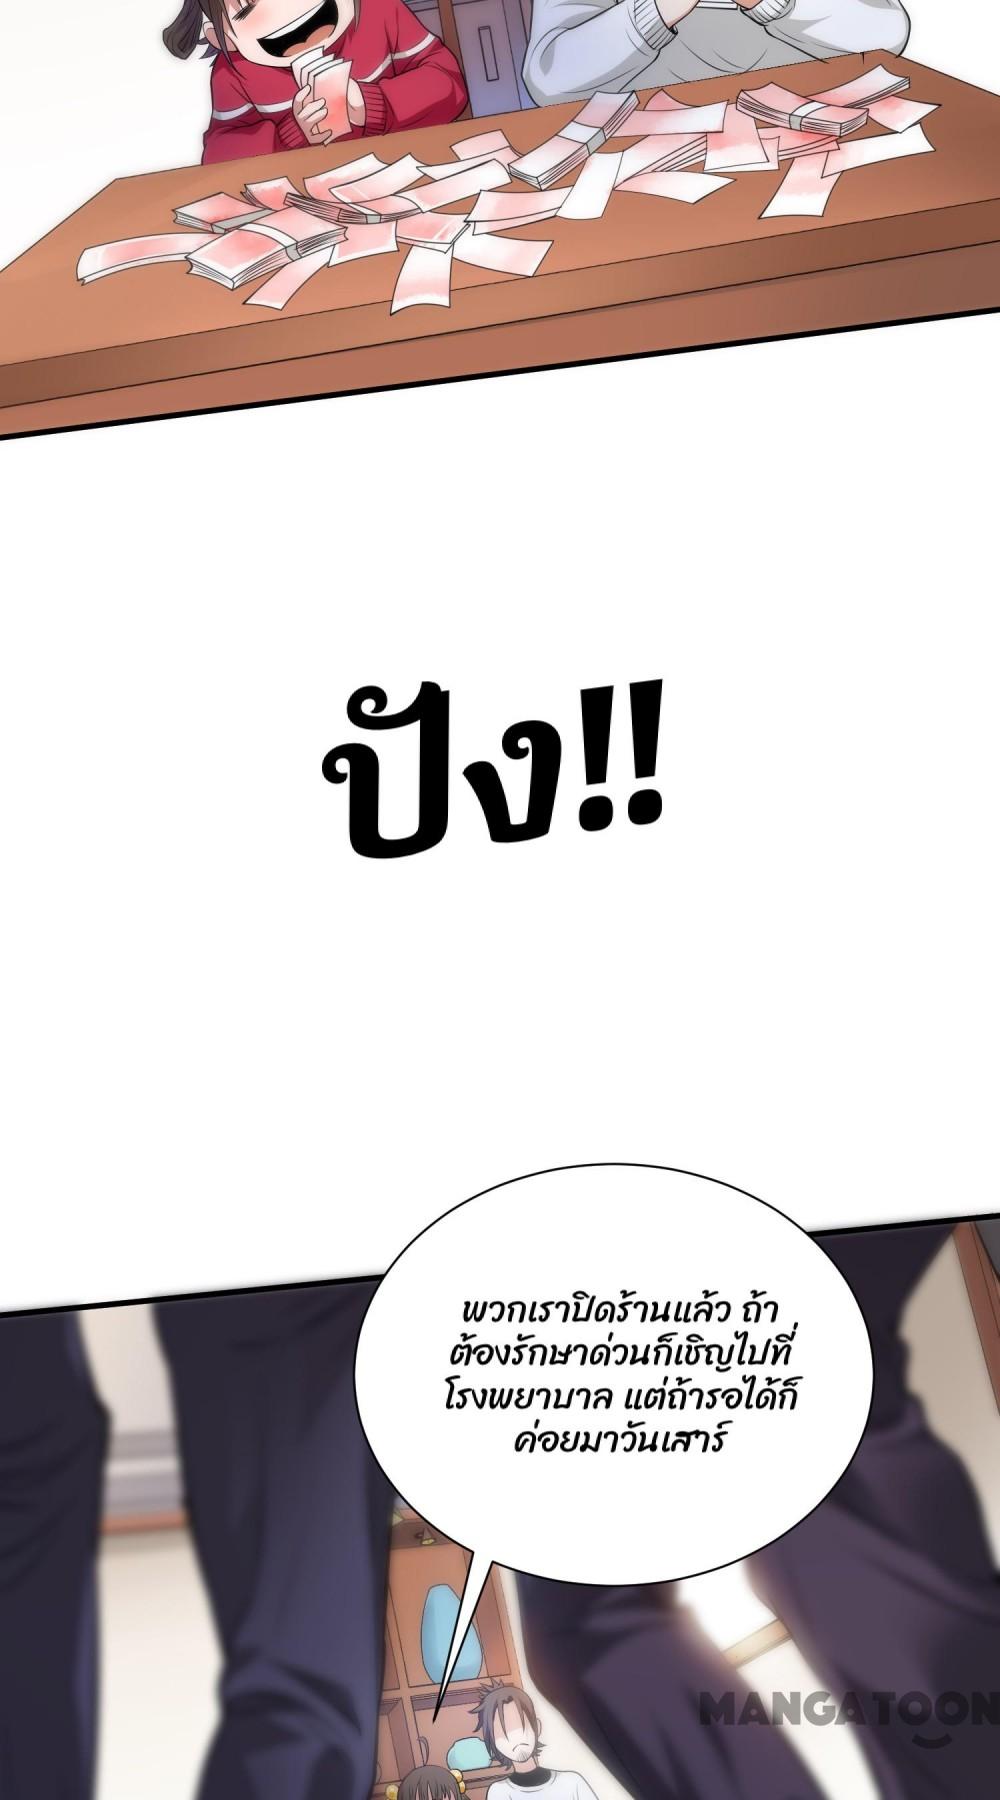 ปัง!!
พวกเราปิดร้านแล้ว ถ้า
ต้องรักษาด่วนก็เชิญไปที่
โรงพยาบาล แต่ถ้ารอได้ก็
ค่อยมาวันเสาร์
MANGATOON